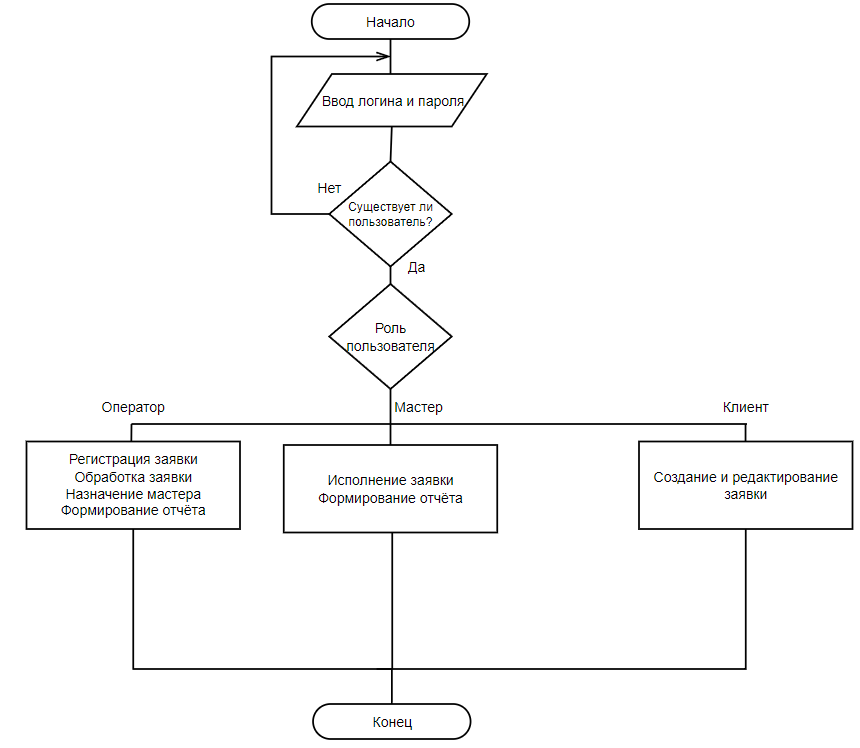 Начало
Ввод логина и пароля
Нет
Существует ли
пользователь?
Да
Роль
пользователя
Оператор
Мастер
Клиент
Регистрация заявки
Обработка заявки
Назначение мастера
Формирование отчёта
Исполнение заявки
Формирование отчёта
Создание и редактирование
заявки
Конец